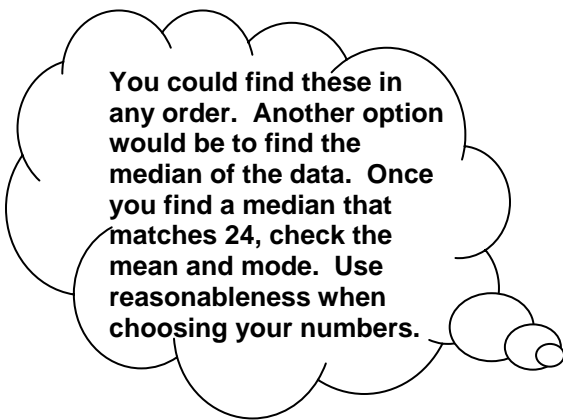 You could find these in
any order.  Another option
would be to find the
median of the data.  Once
you find a median that
matches 24, check the
mean and mode.  Use
reasonableness when
choosing your numbers.